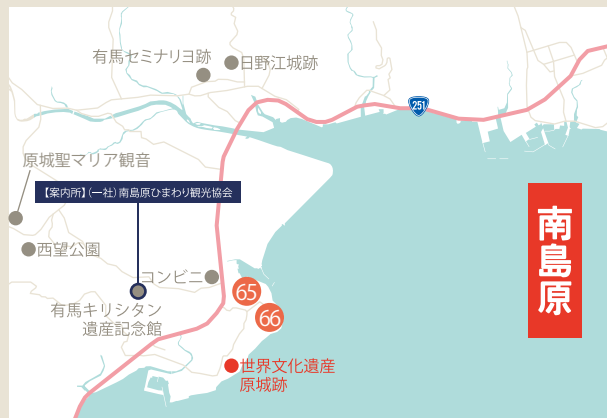 有馬セミナリヨ跡
日野江城跡
251
原城聖マリア観音
【案内所】(一社)南島原ひまわり観光協会
西望公園
コンビニ
65
66
有馬キリシタン
遺産記念館
世界文化遺産
原城跡
南島原